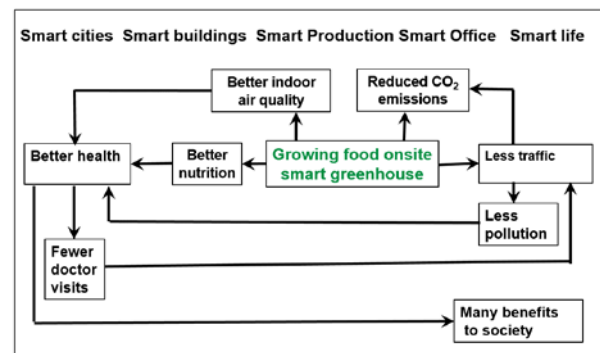 Smart cities Smart buildings Smart Production Smart Office Smart life
Better indoor
air quality
Reduced CO₂
emissions
Better health
Better
nutrition
Growing food onsite
smart greenhouse
Less traffic
Less
pollution
Fewer
doctor
visits
Many benefits
to society